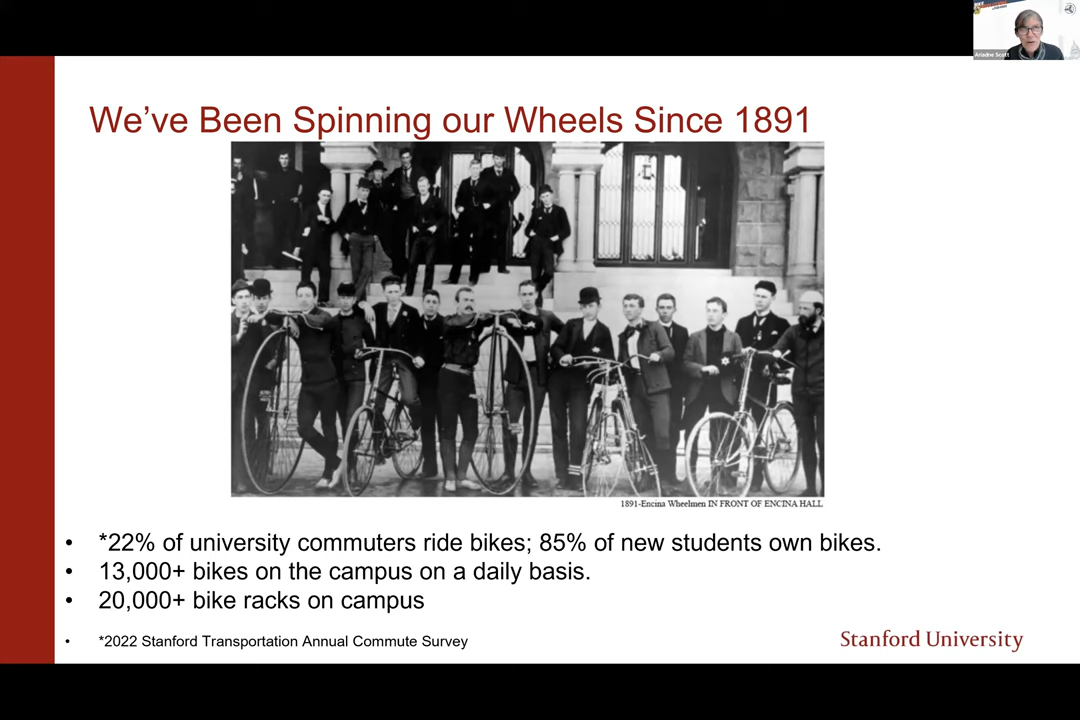 Ariadne Scott
We've Been Spinning our Wheels Since 1891
1891-Encina Wheelmen IN FRONT OF ENCINA HALL
• *22% of university commuters ride bikes; 85% of new students own bikes.
• 13,000+ bikes on the campus on a daily basis.
• 20,000+ bike racks on campus
• *2022 Stanford Transportation Annual Commute Survey
Stanford University